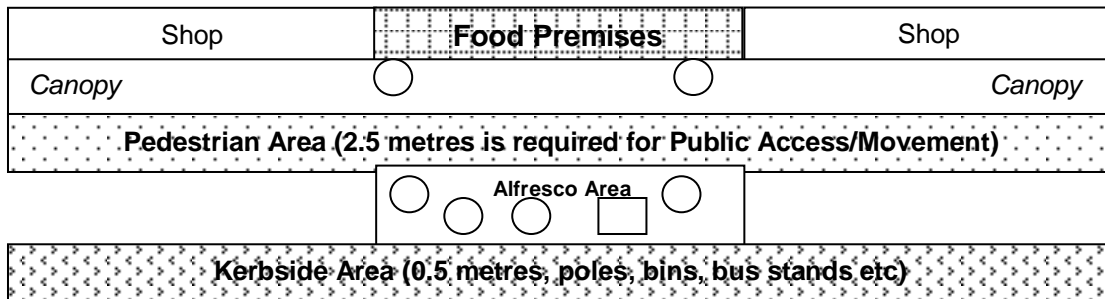 Shop Food Premises Shop
Canopy Canopy
Pedestrian Area (2.5 metres is required for Public Access/Movement)
Alfresco Area
Kerbside Area (0.5 metres, poles, bins, bus stands etc)